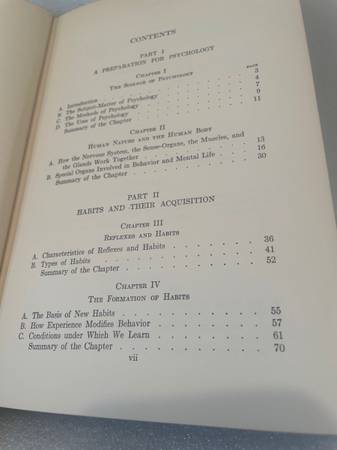 CONTENTS
PART I
A PREPARATION FOR PSYCHOLOGY
CHAPTER I
THE SCIENCE OF PSYCHOLOGY
PAGE
A. Introduction . . . . . . . . 3
B. The Subject-Matter of Psychology . . . . . 4
C. The Methods of Psychology . . . . . . 7
D. The Uses of Psychology . . . . . . 9
Summary of the Chapter . . . . . . 11
CHAPTER II
HUMAN NATURE AND THE HUMAN BODY
A. How the Nervous System, the Sense-Organs, the Muscles, and
the Glands Work Together . . . . . . 13
B. Special Organs Involved in Behavior and Mental Life . . . 16
Summary of the Chapter . . . . . . 30
PART II
HABITS AND THEIR ACQUISITION
CHAPTER III
REFLEXES AND HABITS
A. Characteristics of Reflexes and Habits . . . . . 36
B. Types of Habits . . . . . . . . 41
Summary of the Chapter . . . . . . . 52
CHAPTER IV
THE FORMATION OF HABITS
A. The Basis of New Habits . . . . . . . 55
B. How Experience Modifies Behavior . . . . . . 57
C. Conditions under Which We Learn . . . . . . 61
Summary of the Chapter . . . . . . . . 70
vii